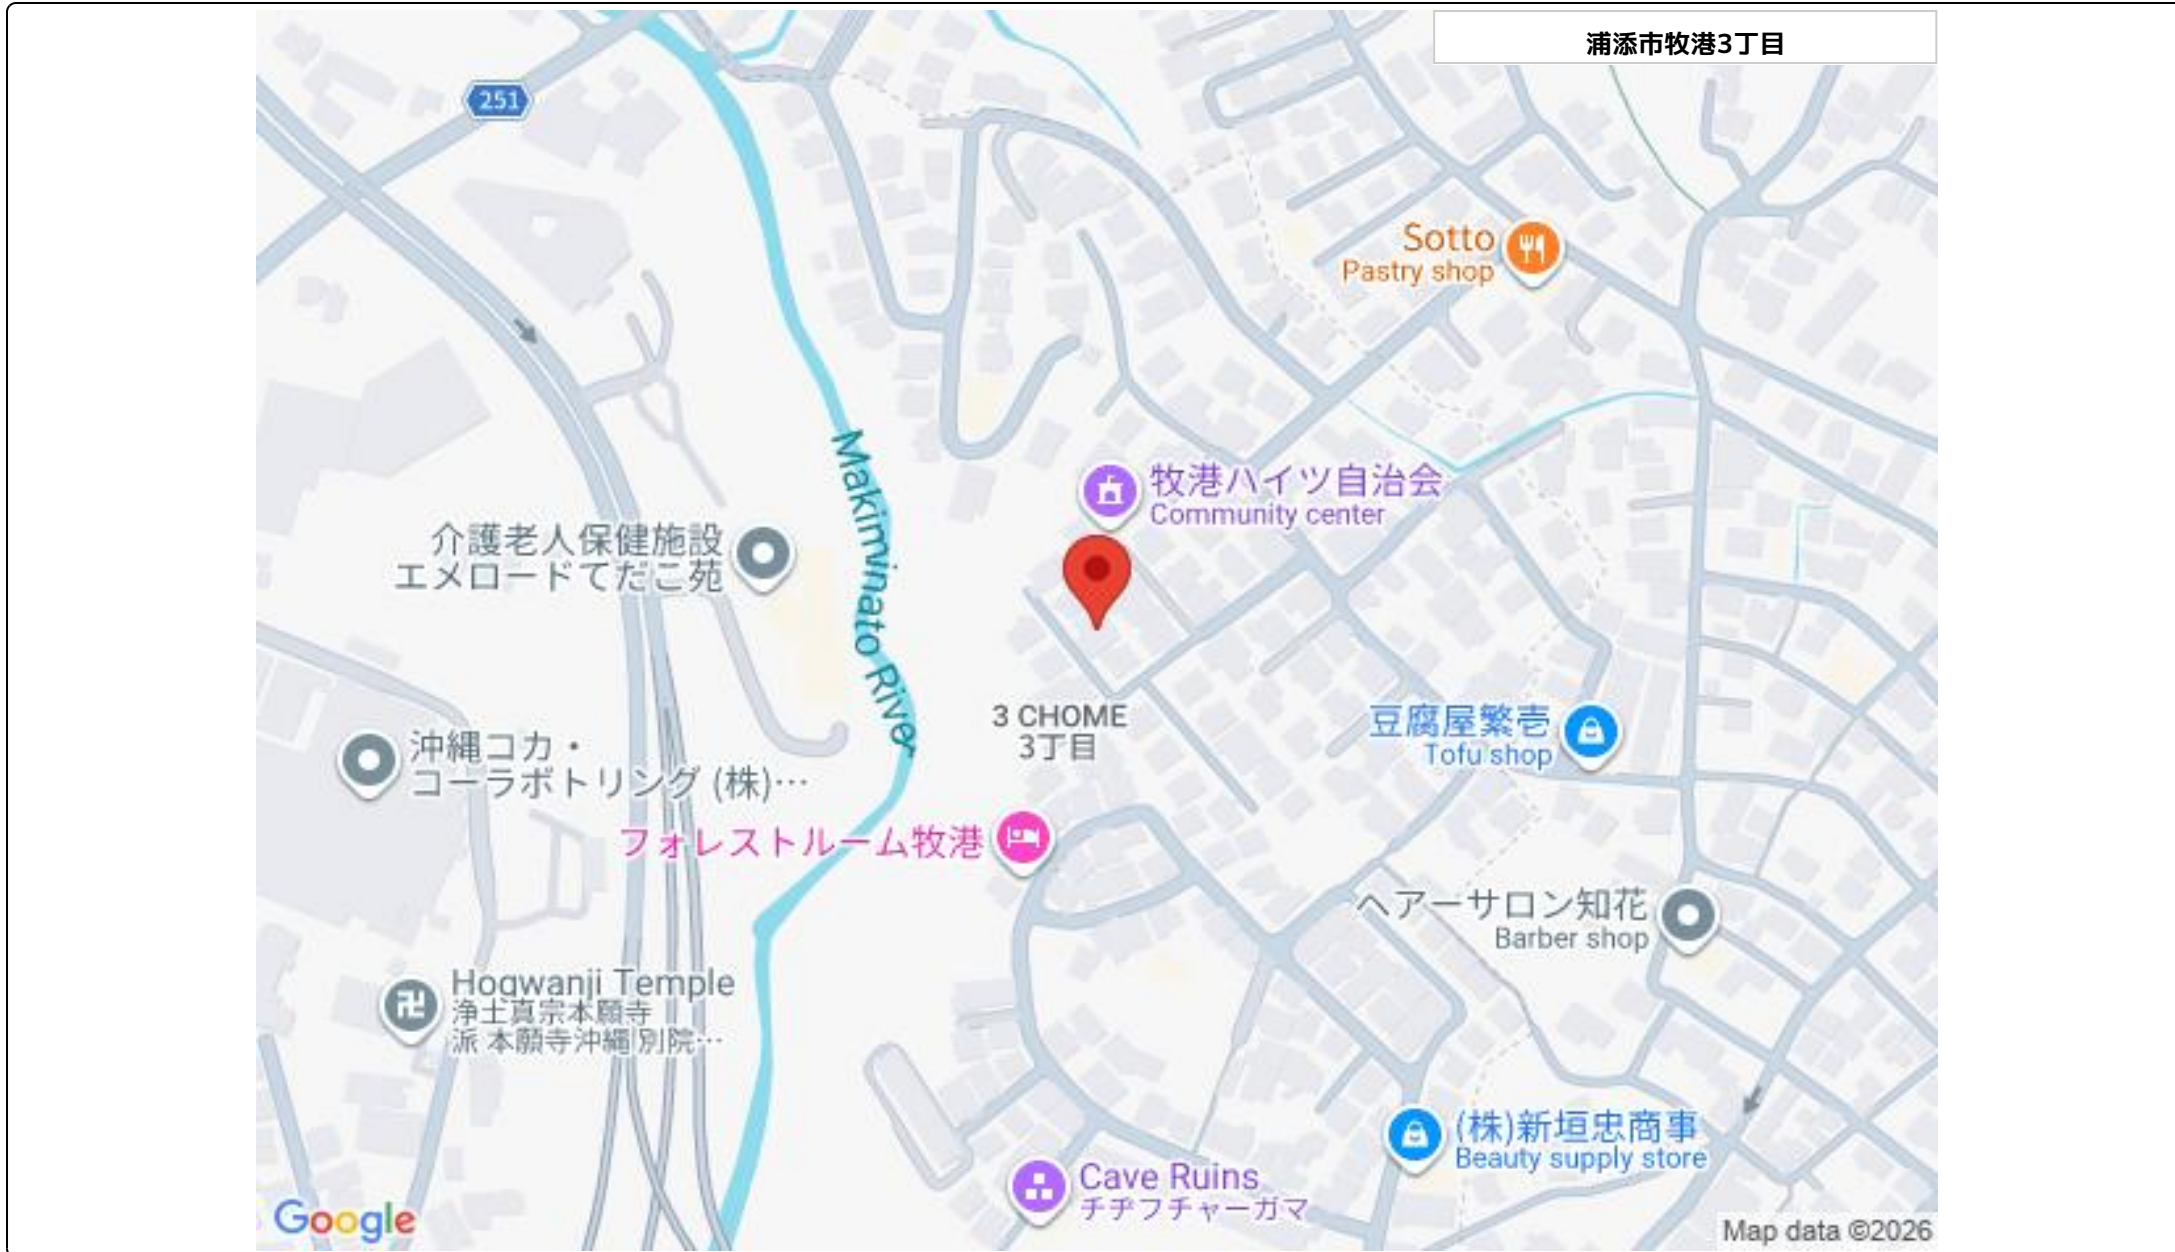 浦添市牧港3丁目
251
Sotto
Pastry shop
牧港ハイツ自治会
Community center
Makiminato River
介護老人保健施設
エメロードてだこ苑
3 CHOME
3丁目
豆腐屋繁壱
Tofu shop
沖縄コカ・
コーラボトリング (株)…
フォレストルーム牧港
ヘアーサロン知花
Barber shop
Hogwanji Temple
浄土真宗本願寺
派 本願寺沖縄 別院…
(株)新垣忠商事
Beauty supply store
Cave Ruins
チヂフチャーガマ
Google
Map data ©2026